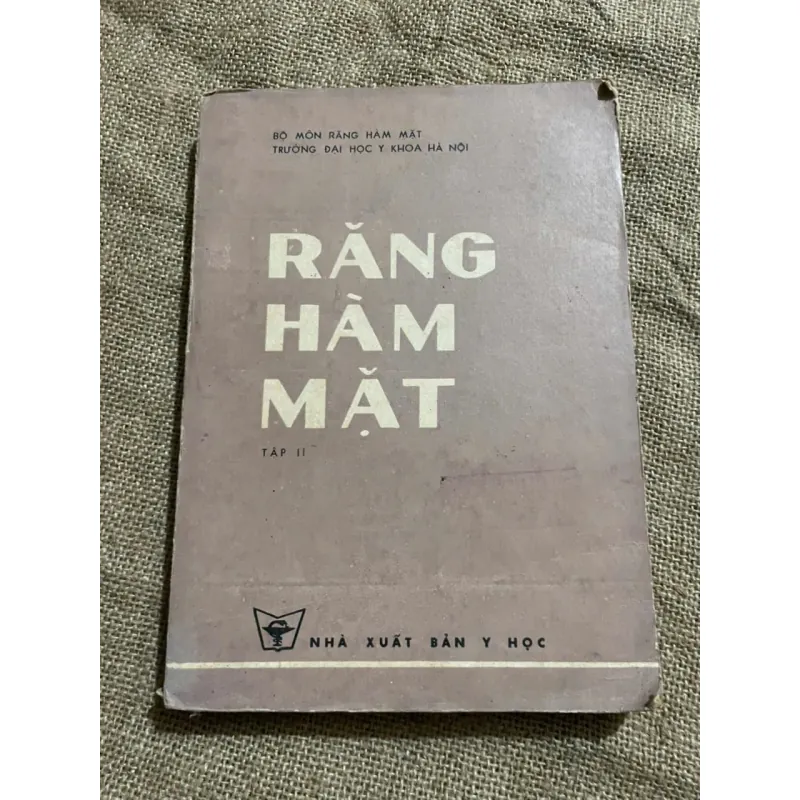 BỘ MÔN RĂNG HÀM MẶT
TRƯỜNG ĐẠI HỌC Y KHOA HÀ NỘI
RĂNG
HÀM
MẶT
TẬP II
NHÀ XUẤT BẢN Y HỌC